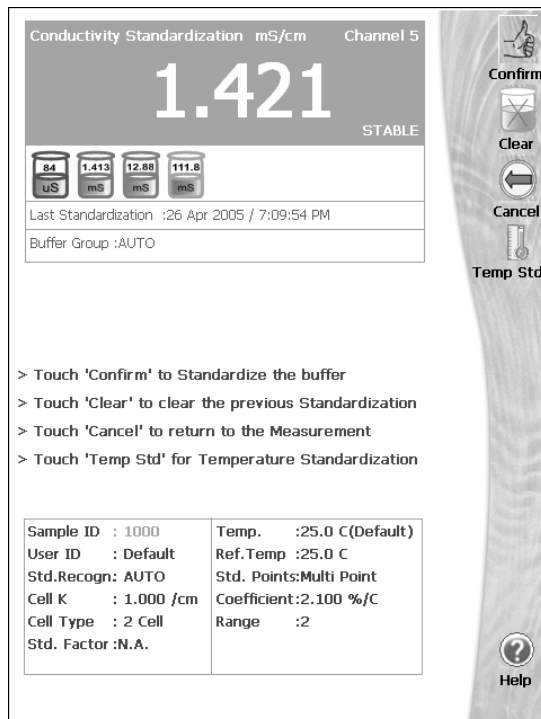 Conductivity Standardization mS/cm Channel 5
1.421
STABLE
84 1.413 12.88 111.8
uS mS mS mS
Last Standardization :26 Apr 2005 / 7:09:54 PM
Buffer Group :AUTO
Confirm
Clear
Cancel
Temp Std
> Touch 'Confirm' to Standardize the buffer
> Touch 'Clear' to clear the previous Standardization
> Touch 'Cancel' to return to the Measurement
> Touch 'Temp Std' for Temperature Standardization
Sample ID : 1000
User ID : Default
Std.Recogn: AUTO
Cell K : 1.000 /cm
Cell Type : 2 Cell
Std. Factor :N.A.
Temp. :25.0 C(Default)
Ref.Temp :25.0 C
Std. Points:Multi Point
Coefficient:2.100 %/C
Range :2
?
Help